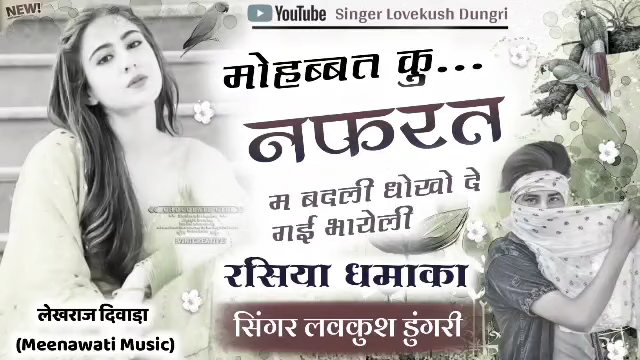 NEW!
YouTube Singer Lovekush Dungri
मोहब्बत कु...
नफरत
म बदली धोखो दे
गई भायेली
रसिया धमाका
सिंगर लवकुश डुंगरी
लेखराज दिवाडा
(Meenawati Music)